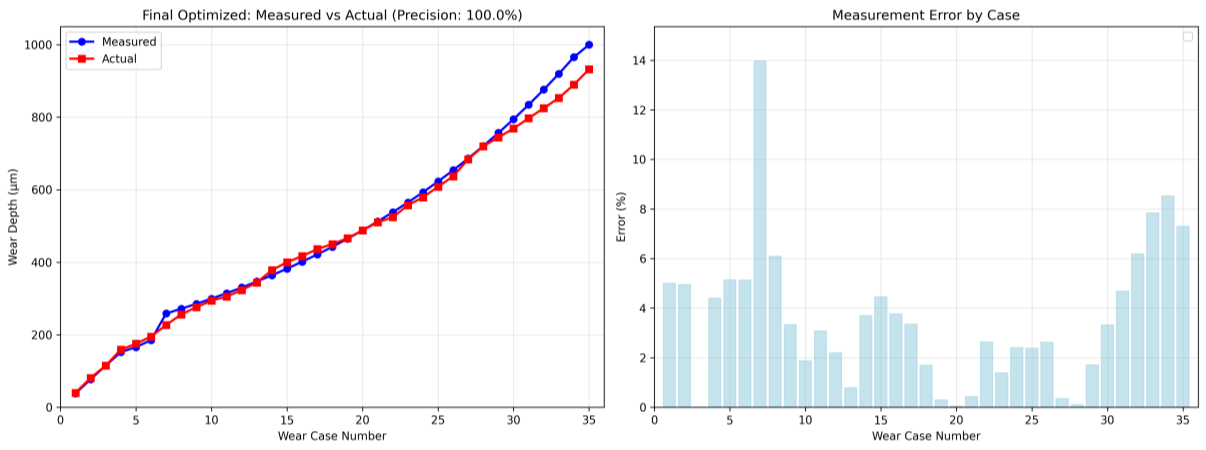 Final Optimized: Measured vs Actual (Precision: 100.0%)
Measured
Actual
Wear Depth (μm)
1000
800
600
400
200
0
0 5 10 15 20 25 30 35
Wear Case Number
Measurement Error by Case
Error (%)
14
12
10
8
6
4
2
0
0 5 10 15 20 25 30 35
Wear Case Number